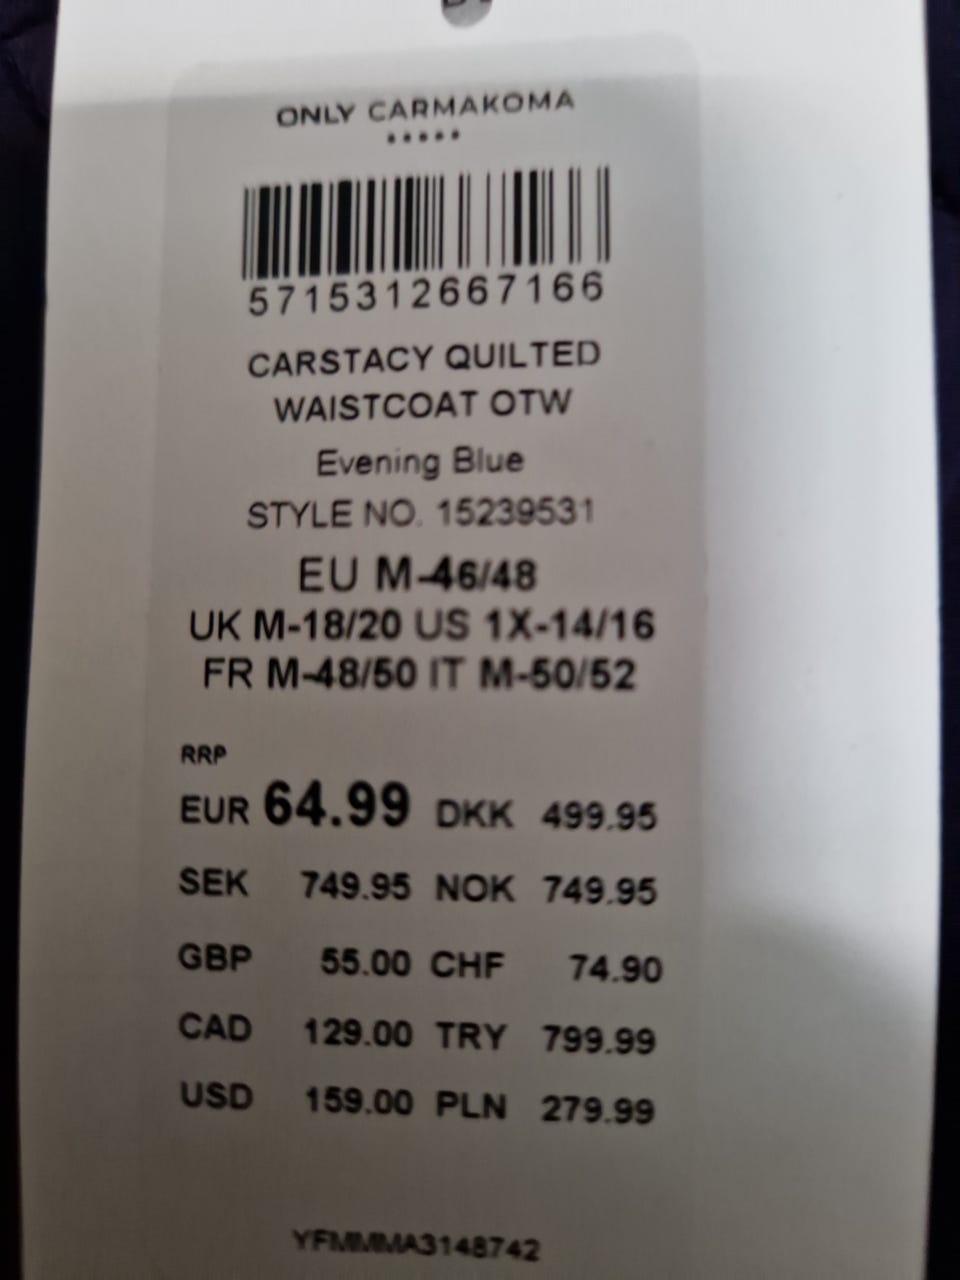 ONLY CARMAKOMA
5715312667166
CARSTACY QUILTED
WAISTCOAT OTW
Evening Blue
STYLE NO. 15239531
EU M-46/48
UK M-18/20 US 1X-14/16
FR M-48/50 IT M-50/52
RRP
EUR 64.99 DKK 499.95
SEK 749.95 NOK 749.95
GBP 55.00 CHF 74.90
CAD 129.00 TRY 799.99
USD 159.00 PLN 279.99
YFMMMA3148742